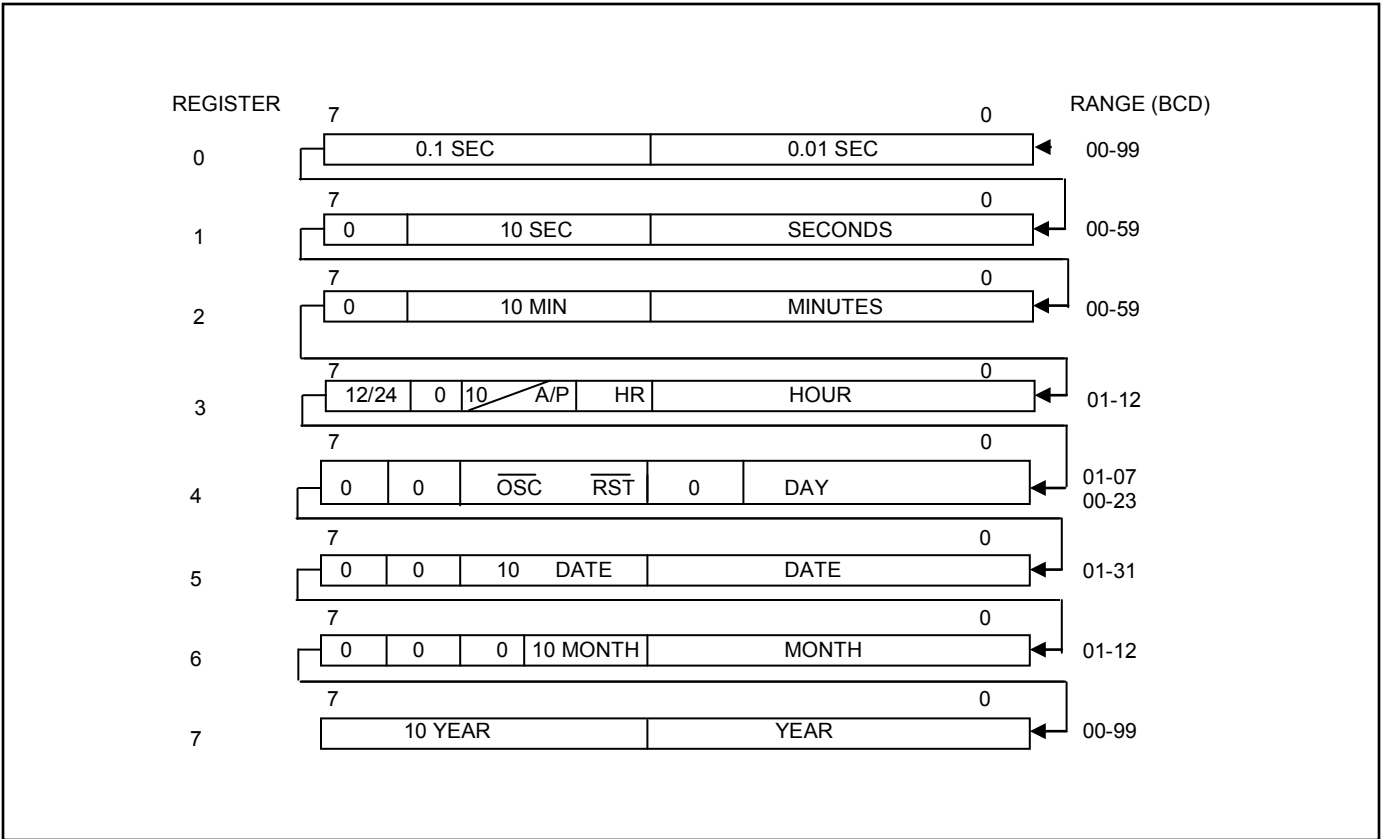 REGISTER 7 0 RANGE (BCD)
0 0.1 SEC 0.01 SEC 00-99
7 0
1 0 10 SEC SECONDS 00-59
7 0
2 0 10 MIN MINUTES 00-59
7 0
3 12/24 0 10 A/P HR HOUR 01-12
7 0
4 0 0 O̅S̅C̅ R̅S̅T̅ 0 DAY 01-07
00-23
7 0
5 0 0 10 DATE DATE 01-31
7 0
6 0 0 0 10 MONTH MONTH 01-12
7 0
7 10 YEAR YEAR 00-99